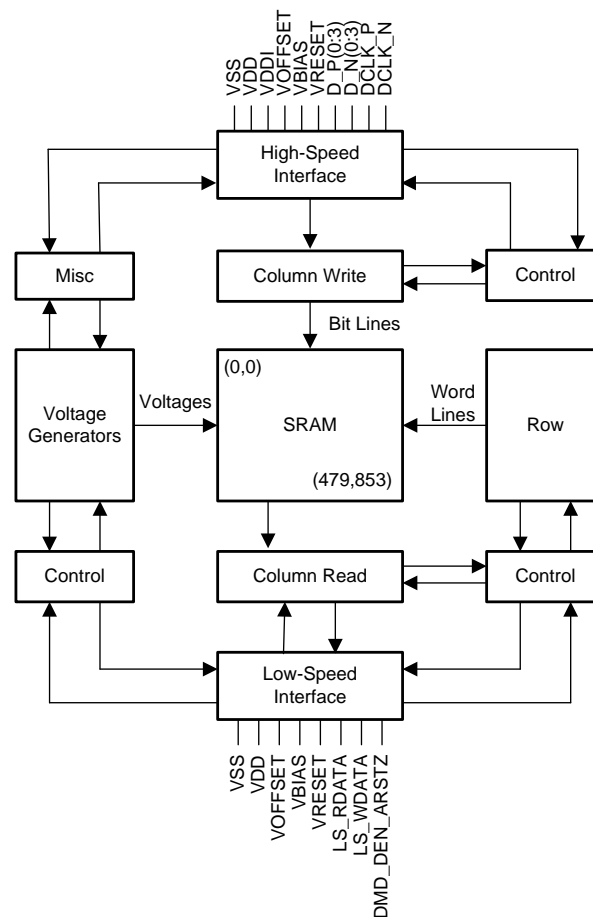 VSS
VDD
VDDI
VOFFSET
VBIAS
VRESET
D_P(0:3)
D_N(0:3)
DCLK_P
DCLK_N
High-Speed
Interface
Misc
Column Write
Control
Bit Lines
Voltage
Generators
Voltages
(0,0)
SRAM
(479,853)
Word
Lines
Row
Control
Column Read
Control
Low-Speed
Interface
VSS
VDD
VOFFSET
VBIAS
VRESET
LS_RDATA
LS_WDATA
DMD_DEN_ARSTZ